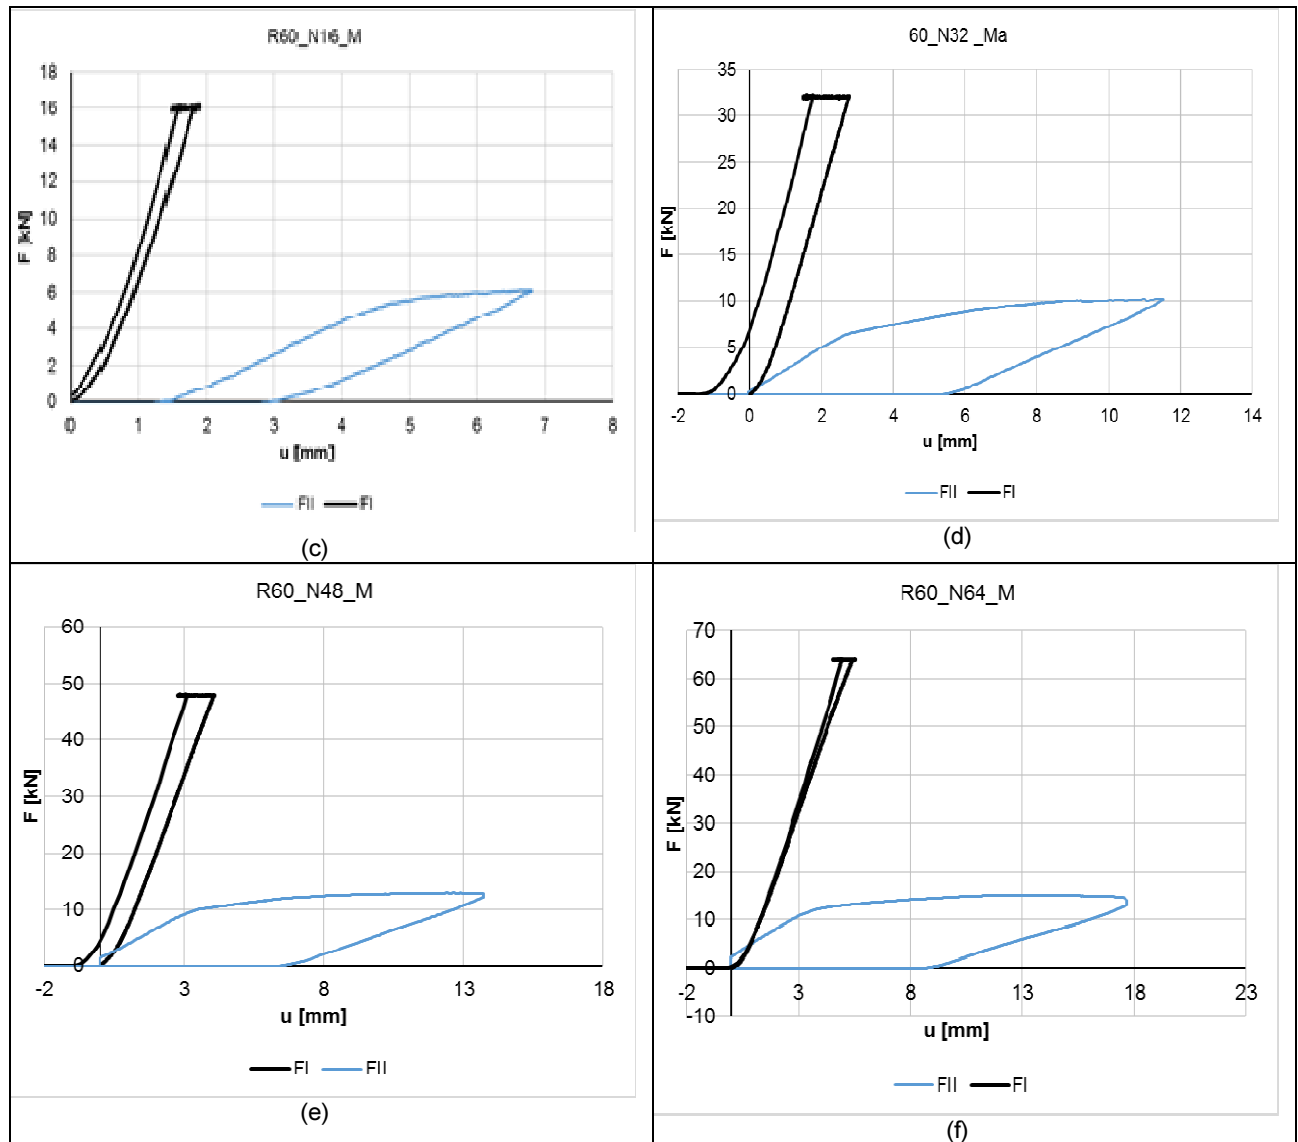 R60_N16_M
18
16
14
12
10
8
6
4
2
0
F [kN]
0 1 2 3 4 5 6 7 8
u [mm]
FII FI
(c)
60_N32 _Ma
35
30
25
20
15
10
5
0
F [kN]
-2 0 2 4 6 8 10 12 14
u [mm]
FII FI
(d)
R60_N48_M
60
50
40
30
20
10
0
F [kN]
-2 3 8 13 18
u [mm]
FI FII
(e)
R60_N64_M
70
60
50
40
30
20
10
0
-10
F [kN]
-2 3 8 13 18 23
u [mm]
FII FI
(f)